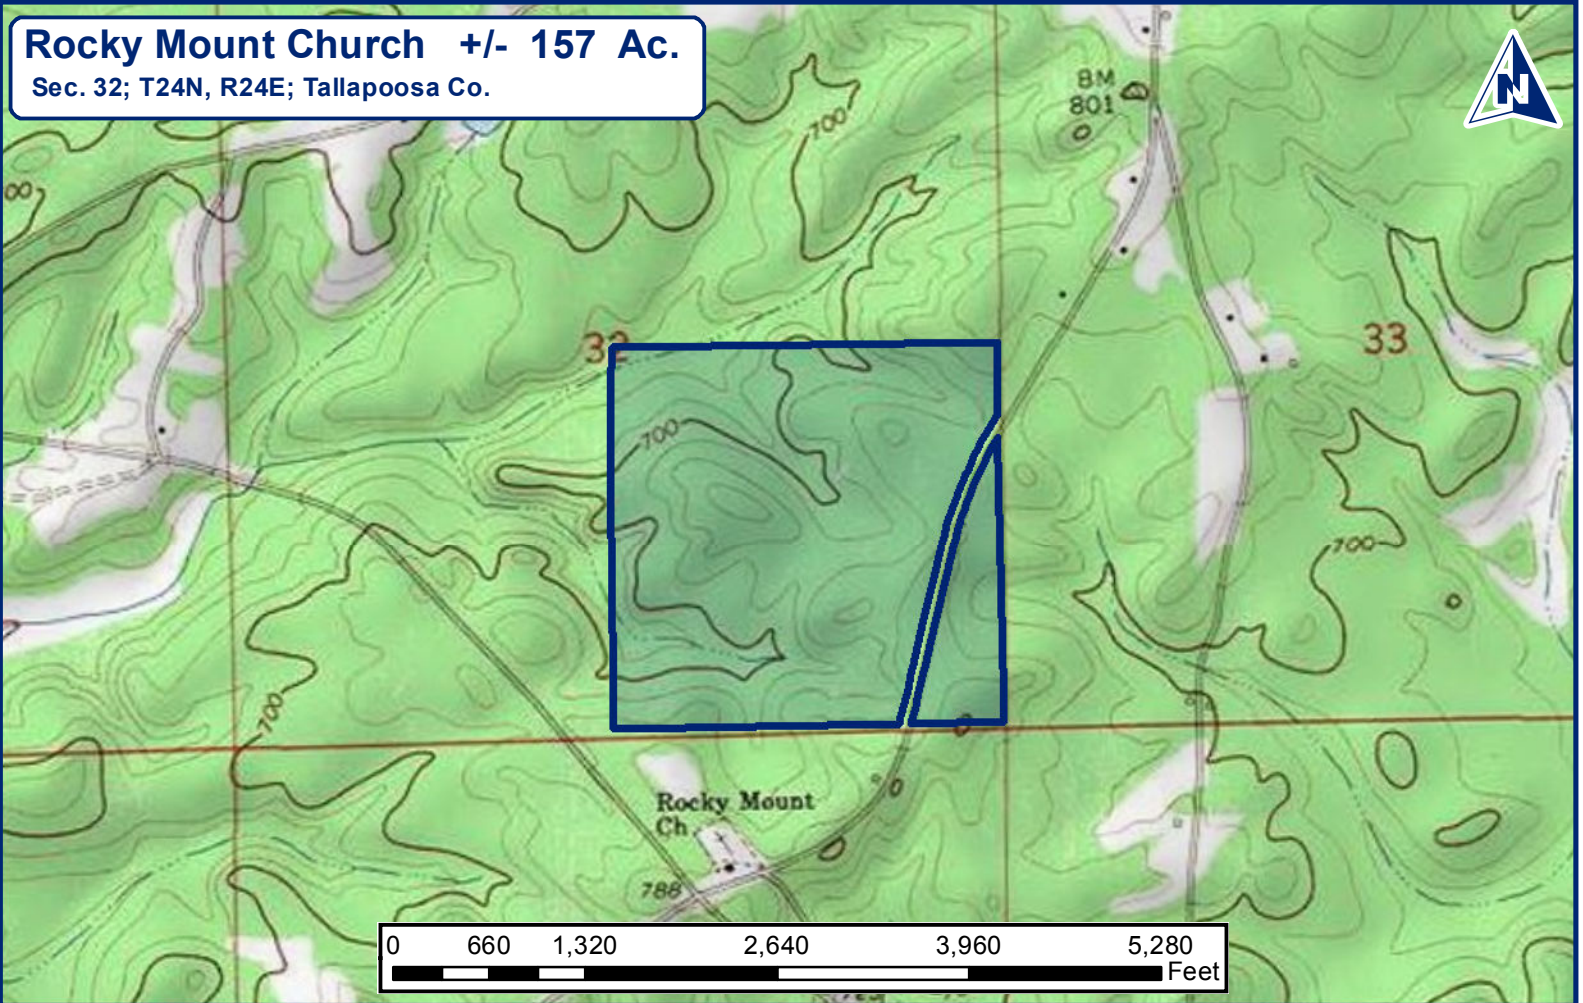 Rocky Mount Church +/- 157 Ac.
Sec. 32; T24N, R24E; Tallapoosa Co.
N
BM
801
700
00
32
33
700
700
700
Rocky Mount
Ch
788
0 660 1,320 2,640 3,960 5,280
Feet